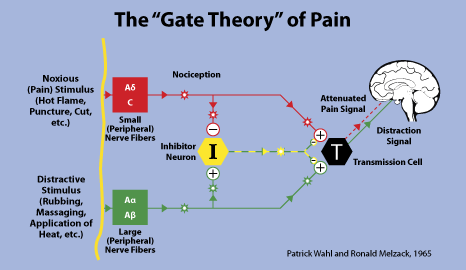 The “Gate Theory” of Pain
Noxious
(Pain) Stimulus
(Hot Flame,
Puncture, Cut,
etc.)
Aδ
C
Small
(Peripheral)
Nerve Fibers
Nociception
Inhibitor
Neuron
I
T
Attenuated
Pain Signal
Distraction
Signal
Transmission Cell
Distractive
Stimulus
(Rubbing,
Massaging,
Application of
Heat, etc.)
Aα
Aβ
Large
(Peripheral)
Nerve Fibers
Patrick Wahl and Ronald Melzack, 1965